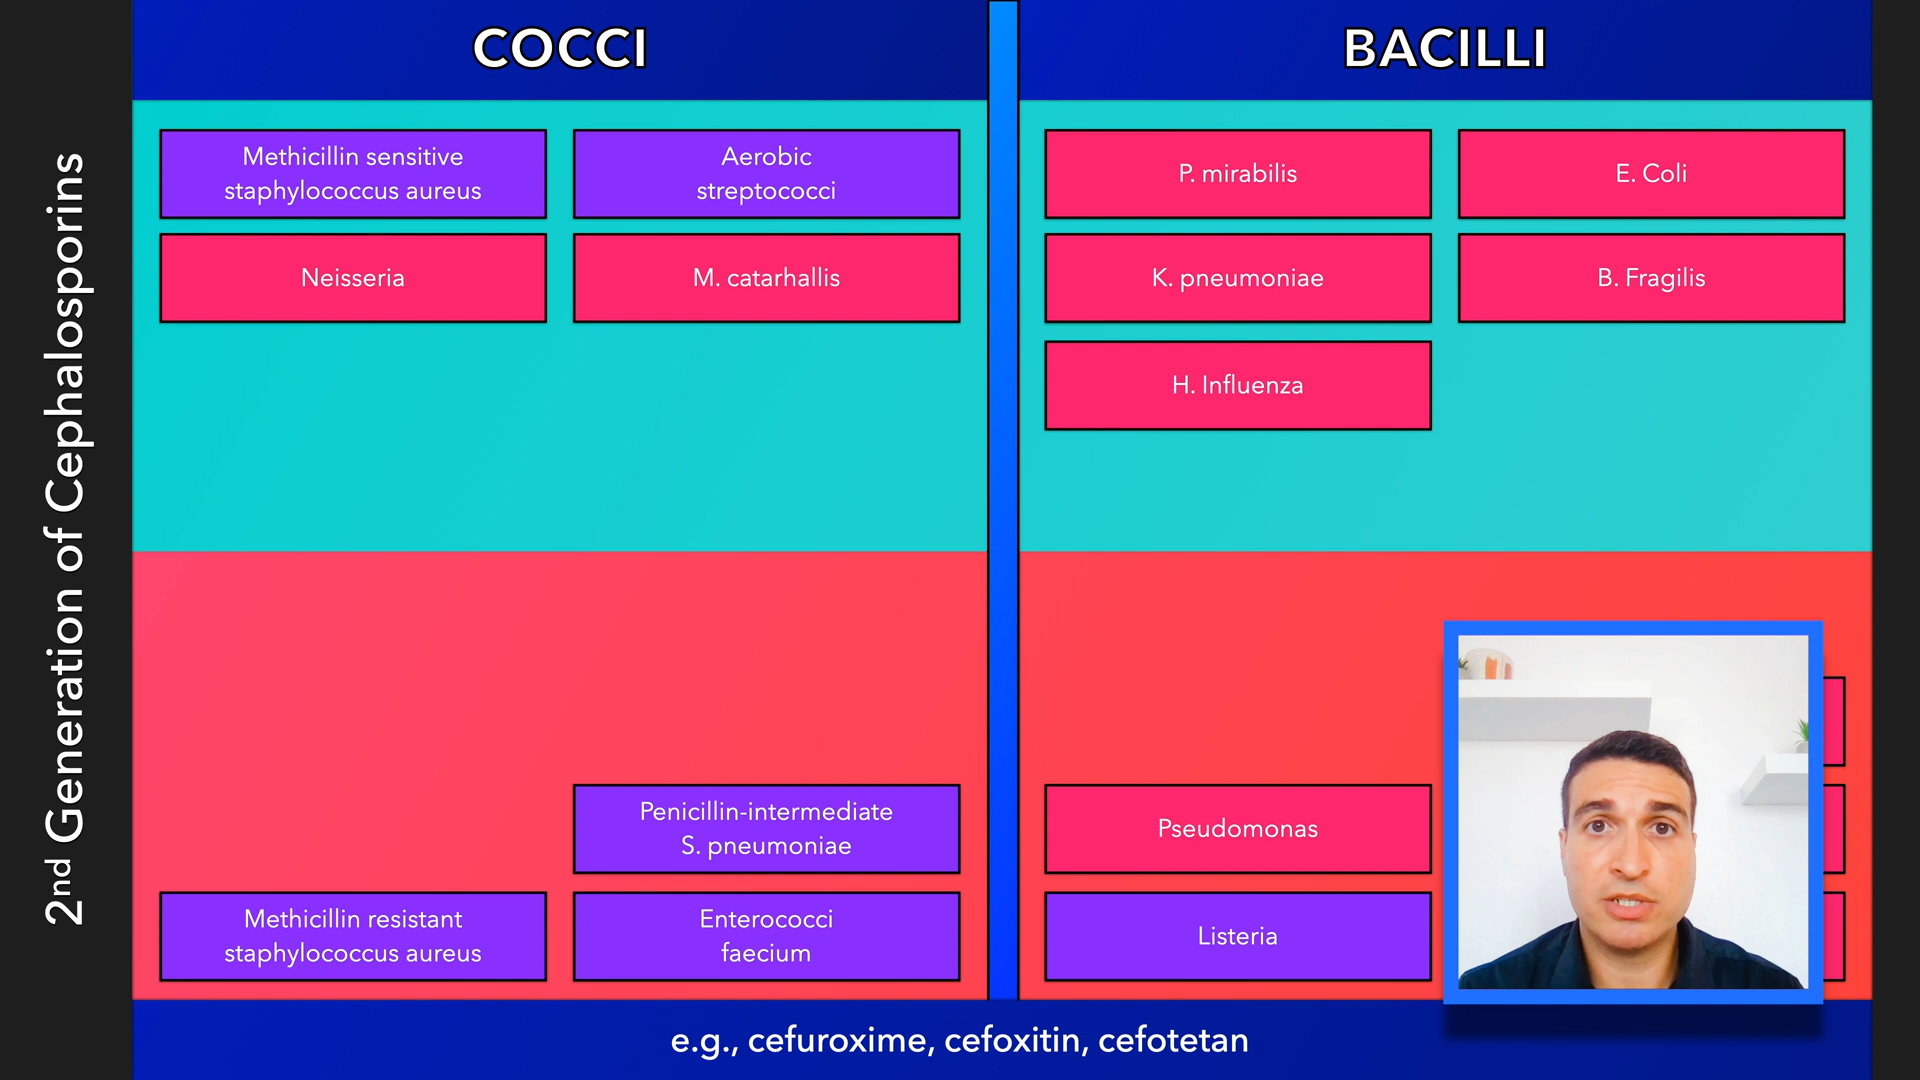 2nd Generation of Cephalosporins
COCCI
BACILLI
Methicillin sensitive
staphylococcus aureus
Aerobic
streptococci
Neisseria
M. catarhallis
P. mirabilis
E. Coli
K. pneumoniae
B. Fragilis
H. Influenza
Penicillin-intermediate
S. pneumoniae
Methicillin resistant
staphylococcus aureus
Enterococci
faecium
Pseudomonas
Listeria
e.g., cefuroxime, cefoxitin, cefotetan